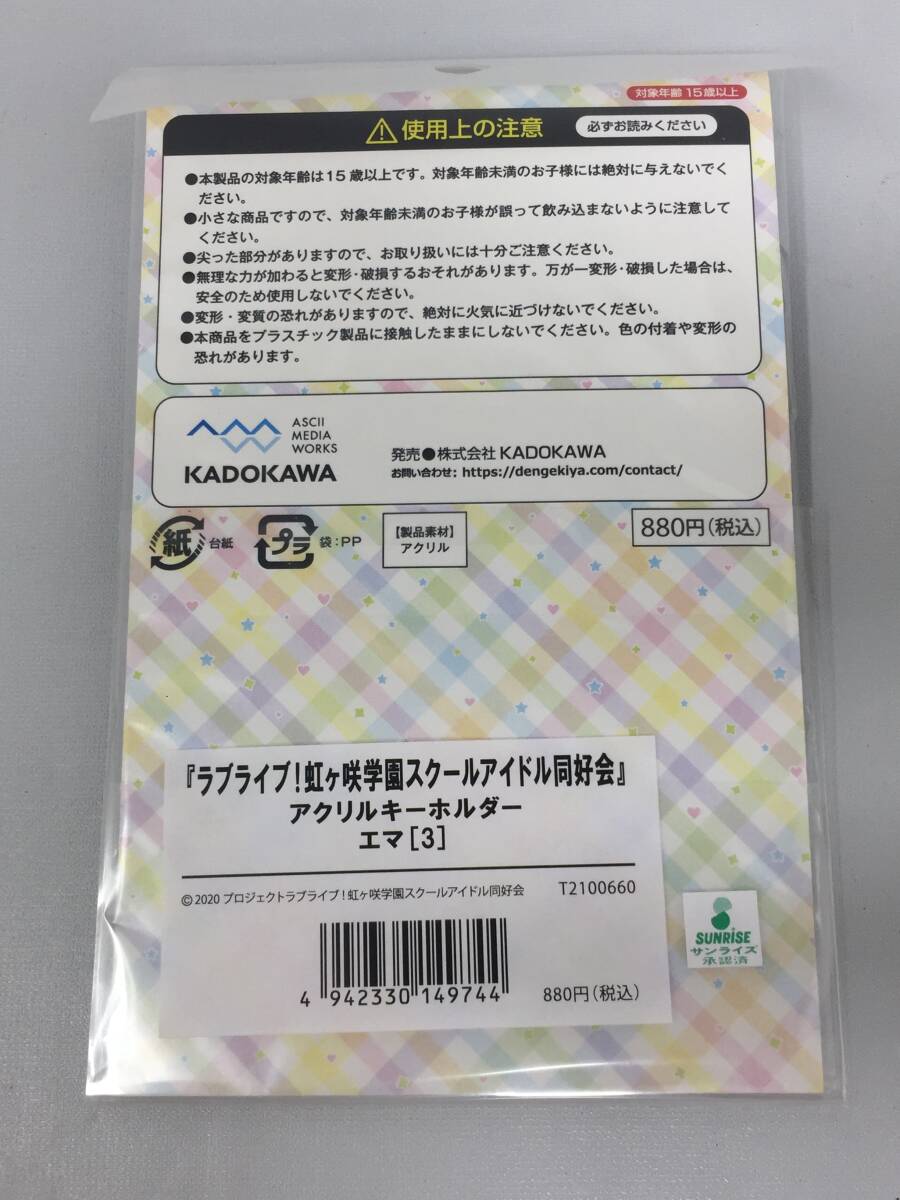 対象年齢 15歳以上
使用上の注意 必ずお読みください
●本製品の対象年齢は15歳以上です。対象年齢未満のお子様には絶対に与えないでく
ださい。
●小さな商品ですので、対象年齢未満のお子様が誤って飲み込まないように注意して
ください。
●尖った部分がありますので、お取り扱いには十分ご注意ください。
●無理な力が加わると変形・破損するおそれがあります。万が一変形・破損した場合は、
安全のため使用しないでください。
●変形・変質の恐れがありますので、絶対に火気に近づけないでください。
●本商品をプラスチック製品に接触したままにしないでください。色の付着や変形の
恐れがあります。
ASCII
MEDIA
WORKS
KADOKAWA
発売●株式会社 KADOKAWA
お問い合わせ: https://dengekiya.com/contact/
紙 台紙
プラ 袋:PP
【製品素材】
アクリル
880円(税込)
『ラブライブ!虹ヶ咲学園スクールアイドル同好会』
アクリルキーホルダー
エマ[3]
©2020 プロジェクトラブライブ!虹ヶ咲学園スクールアイドル同好会 T2100660
4 942330 149744
880円(税込)
SUNRISE
サンライズ
承認済